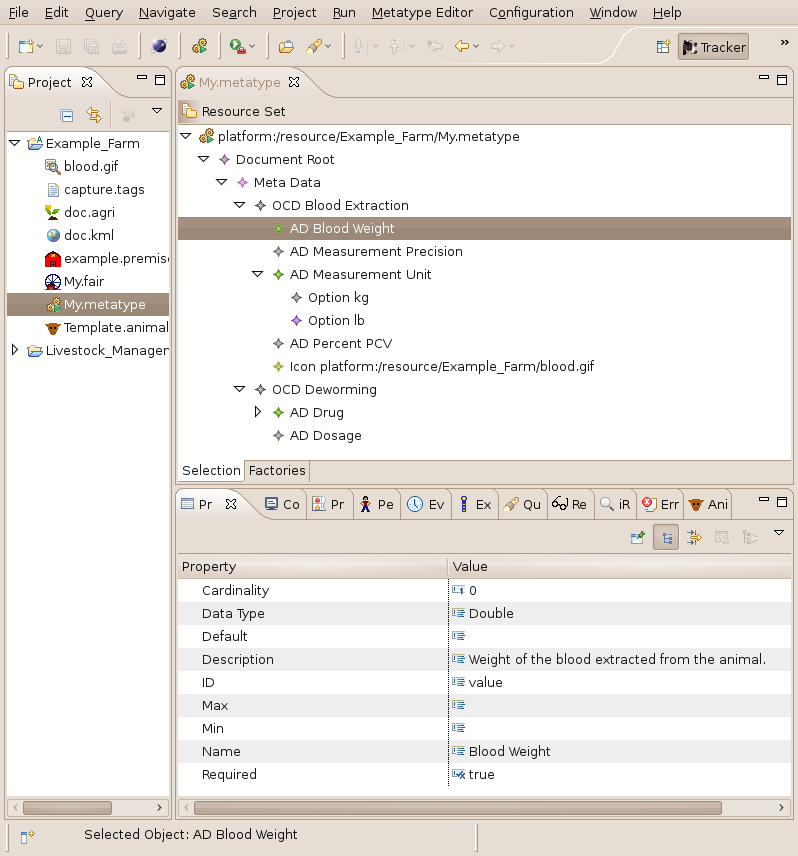 File Edit Query Navigate Search Project Run Metatype Editor Configuration Window Help
Tracker
Project
My.metatype
Resource Set
Example_Farm
blood.gif
capture.tags
doc.agri
doc.kml
example.premise
My.fair
My.metatype
Template.animal
Livestock_Manager
platform:/resource/Example_Farm/My.metatype
Document Root
Meta Data
OCD Blood Extraction
AD Blood Weight
AD Measurement Precision
AD Measurement Unit
Option kg
Option lb
AD Percent PCV
Icon platform:/resource/Example_Farm/blood.gif
OCD Deworming
AD Drug
AD Dosage
Selection Factories
Pr Co Pr Pe Ev Ex Qu Re iR Err Ani
Property Value
Cardinality 0
Data Type Double
Default
Description Weight of the blood extracted from the animal.
ID value
Max
Min
Name Blood Weight
Required true
Selected Object: AD Blood Weight